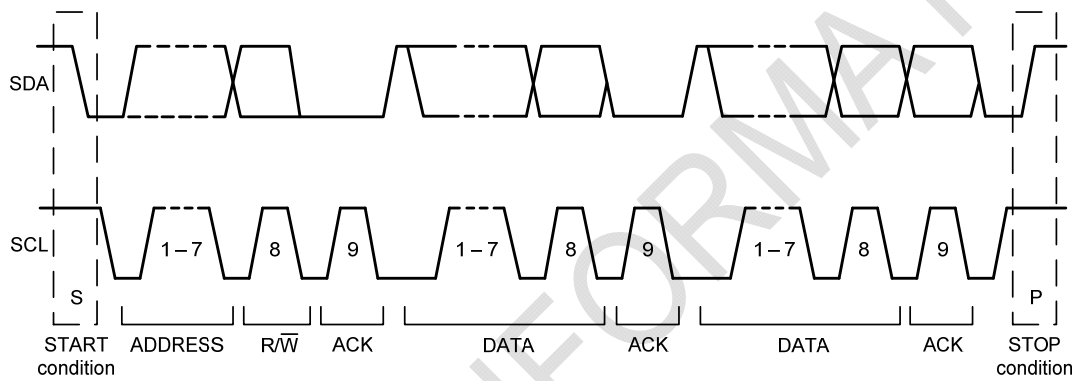 SDA
SCL
1 – 7 8 9 1 – 7 8 9 1 – 7 8 9
S P
START ADDRESS R/W̅ ACK DATA ACK DATA ACK STOP
condition condition